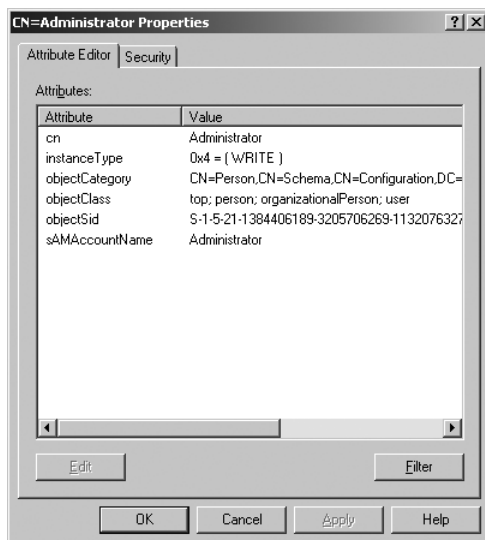 CN=Administrator Properties
Attribute Editor Security
Attributes:
Attribute Value
cn Administrator
instanceType 0x4 = ( WRITE )
objectCategory CN=Person,CN=Schema,CN=Configuration,DC=
objectClass top; person; organizationalPerson; user
objectSid S-1-5-21-1384406189-3205706269-1132076327
sAMAccountName Administrator
Edit Filter
OK Cancel Apply Help